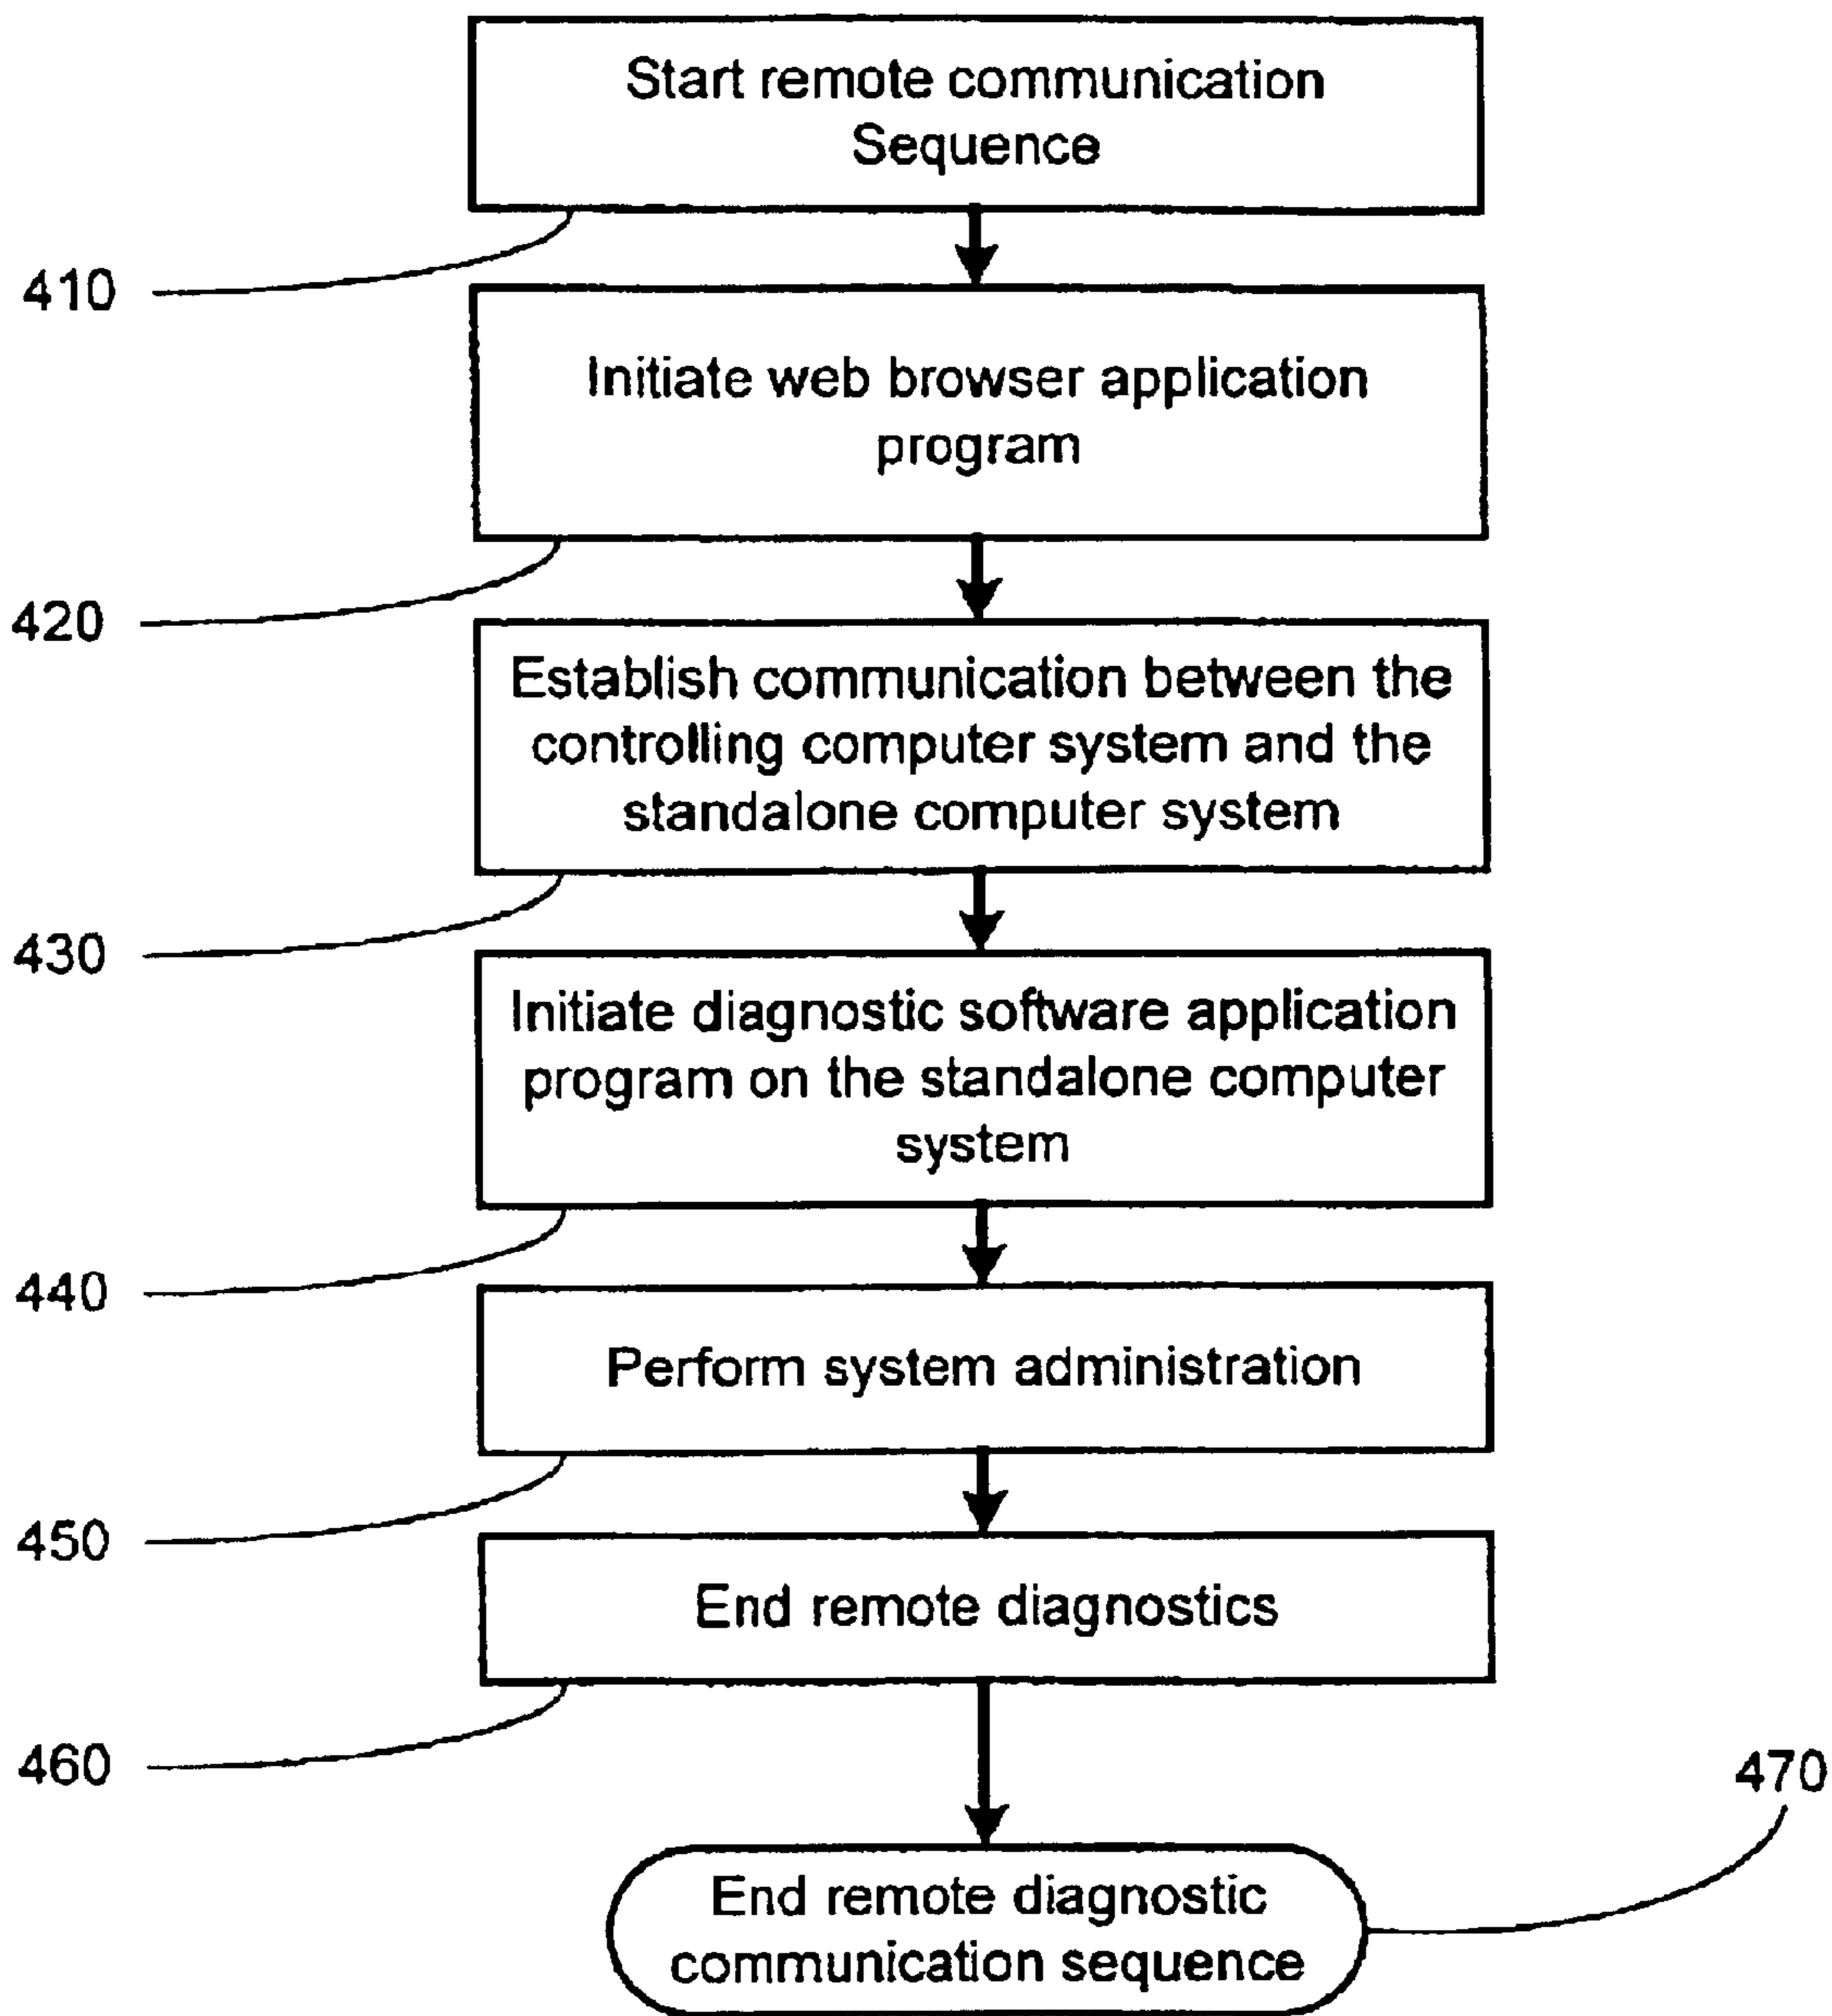 Start remote communication
Sequence
410
Initiate web browser application
program
420
Establish communication between the
controlling computer system and the
standalone computer system
430
Initiate diagnostic software application
program on the standalone computer
system
440
Perform system administration
450
End remote diagnostics
460
470
End remote diagnostic
communication sequence